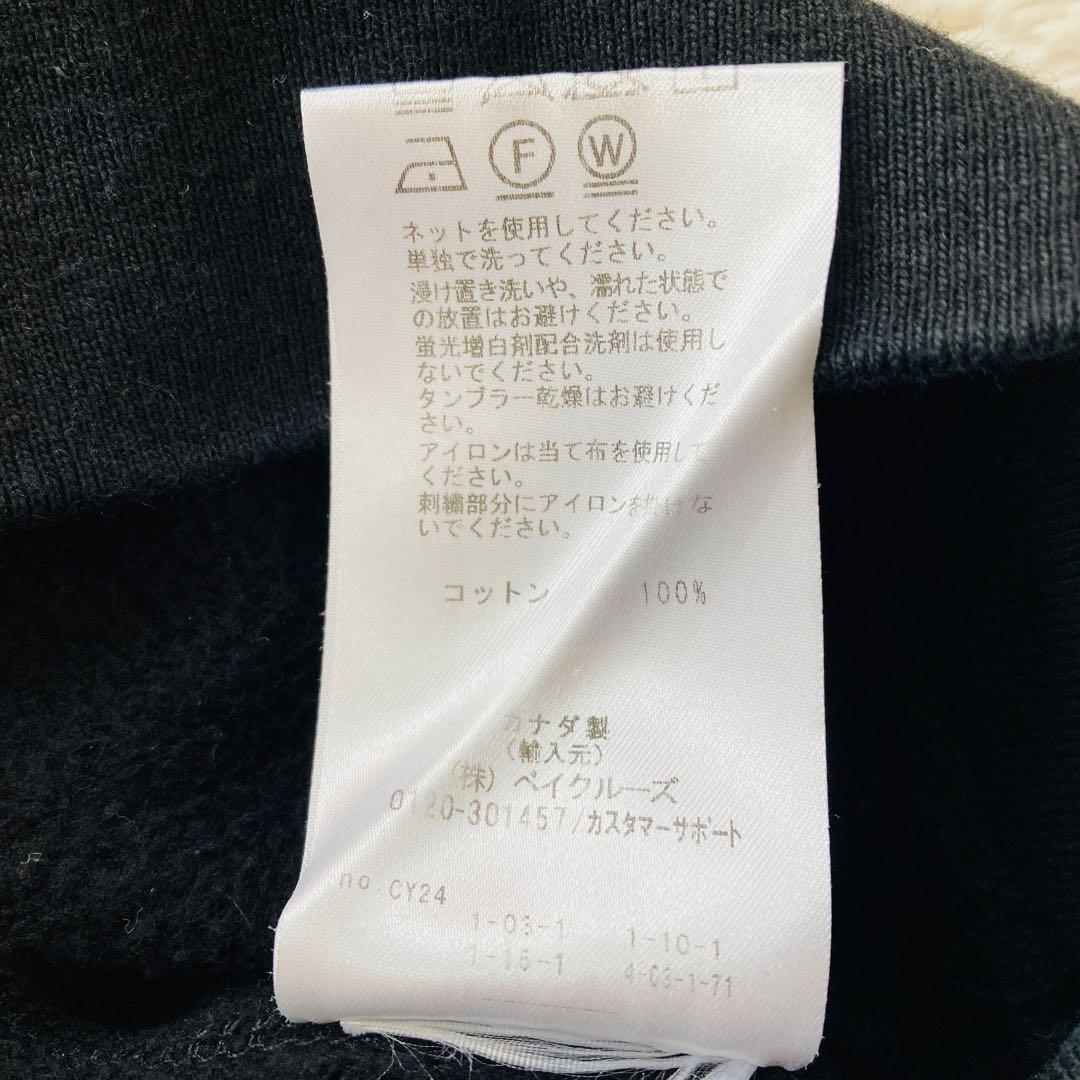 F W
ネットを使用してください。
単独で洗ってください。
浸け置き洗いや、濡れた状態で
の放置はお避けください。
蛍光増白剤配合洗剤は使用し
ないでください。
タンブラー乾燥はお避けくだ
さい。
アイロンは当て布を使用して
ください。
刺繍部分にアイロンを掛けな
いでください。
コットン 100%
カナダ製
(輸入元)
(株) ベイクルーズ
0120-301457/カスタマーサポート
no. CY24
1-03-1 1-10-1
1-15-1 4-03-1-71